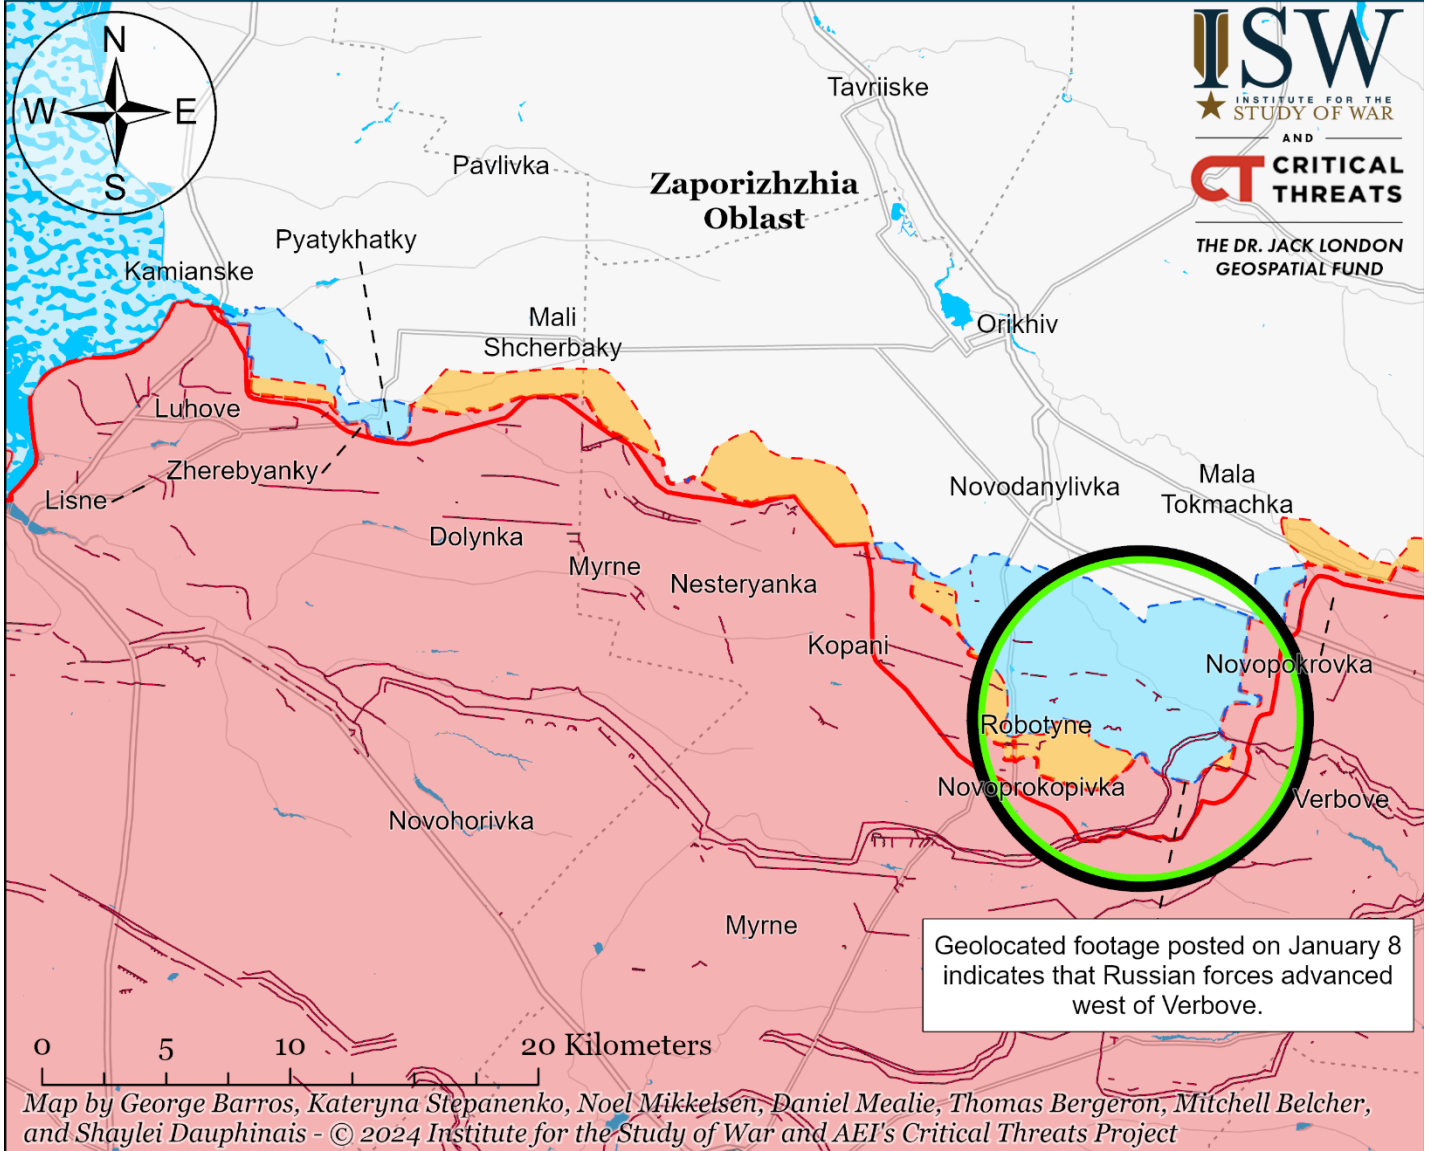 N
W
E
S
ISW
INSTITUTE FOR THE
STUDY OF WAR
AND
CT CRITICAL
THREATS
THE DR. JACK LONDON
GEOSPATIAL FUND
Tavriiske
Pavlivka
Zaporizhzhia
Oblast
Pyatykhatky
Kamianske
Mali
Shcherbaky
Orikhiv
Luhove
Zherebyanky
Lisne
Novodanylivka
Mala
Tokmachka
Dolynka
Myrne
Nesteryanka
Kopani
Novopokrovka
Robotyne
Novoprokopivka
Verbove
Novohorivka
Myrne
Geolocated footage posted on January 8
indicates that Russian forces advanced
west of Verbove.
0 5 10 20 Kilometers
Map by George Barros, Kateryna Stepanenko, Noel Mikkelsen, Daniel Mealie, Thomas Bergeron, Mitchell Belcher,
and Shaylei Dauphinais - © 2024 Institute for the Study of War and AEI's Critical Threats Project